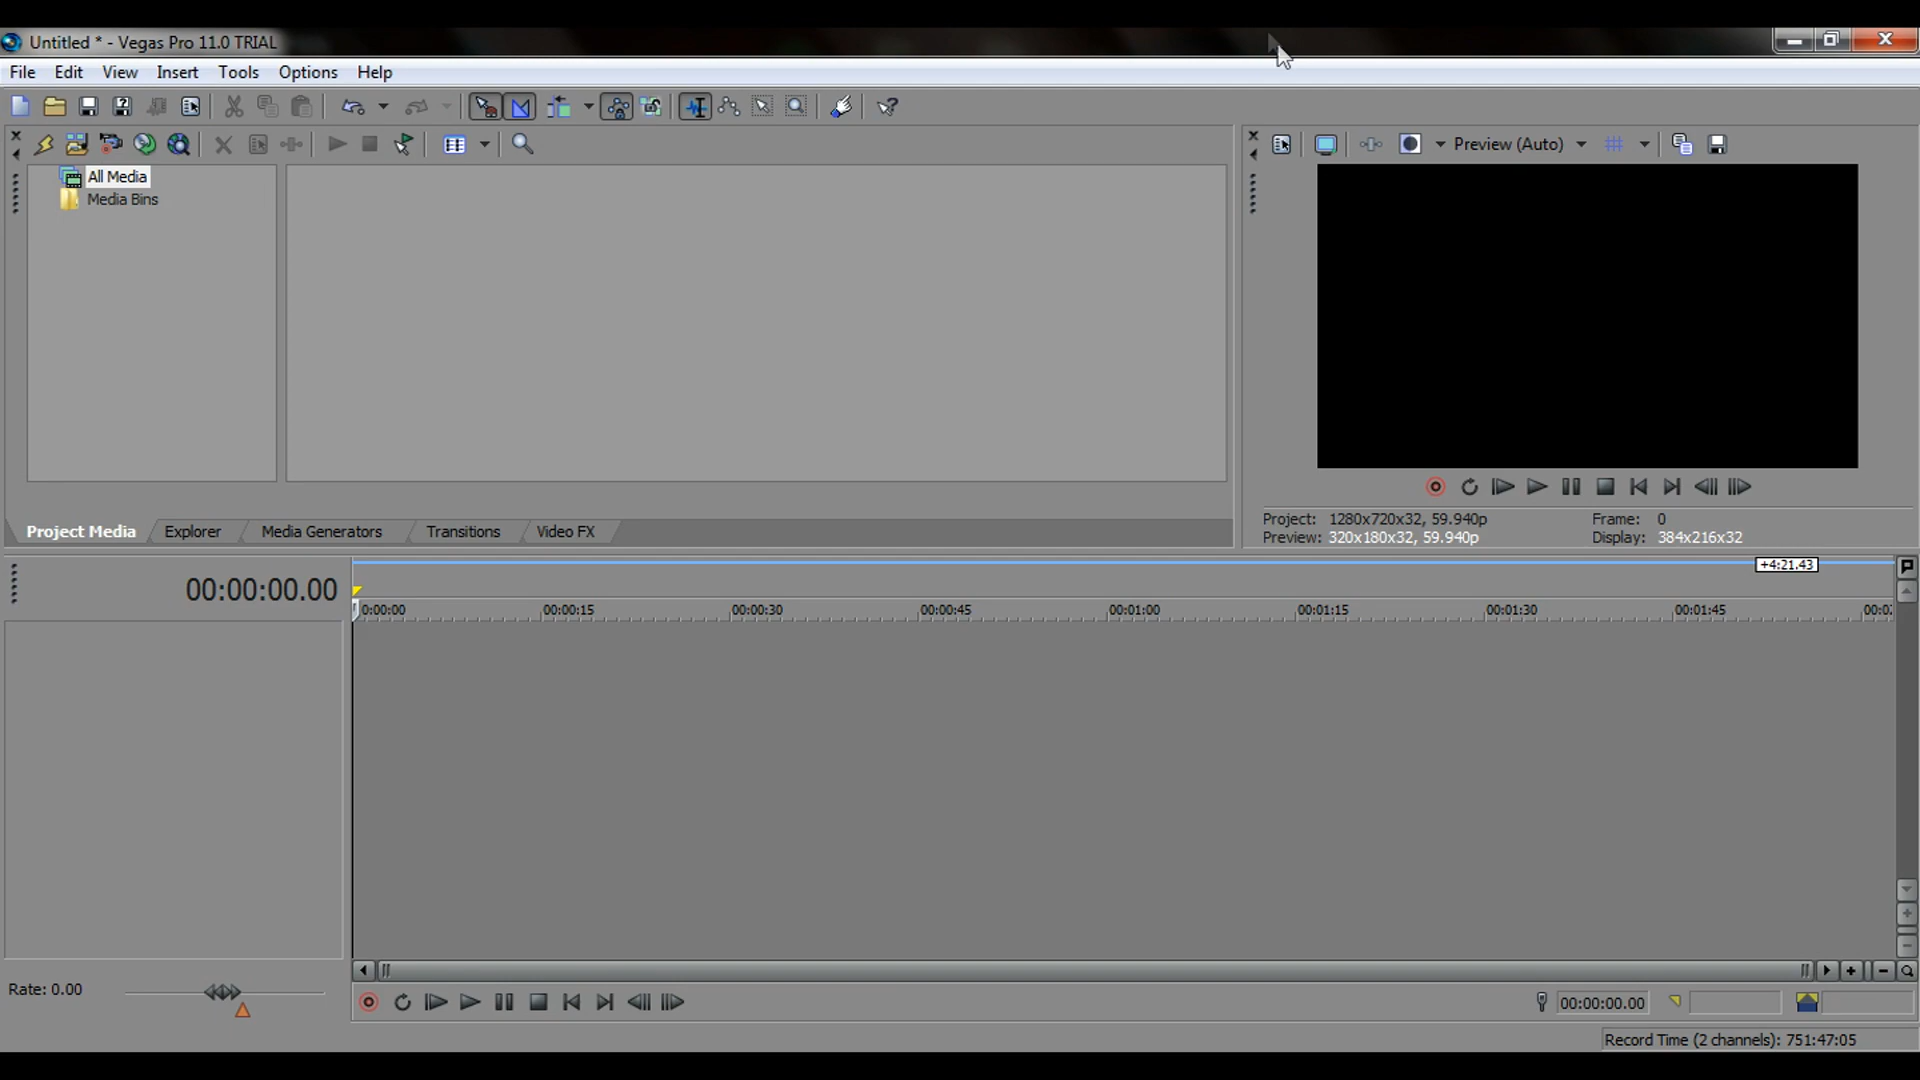 Untitled * - Vegas Pro 11.0 TRIAL
File Edit View Insert Tools Options Help
Preview (Auto)
All Media
Media Bins
Project Media Explorer Media Generators Transitions Video FX
Project: 1280x720x32, 59.940p Frame: 0
Preview: 320x180x32, 59.940p Display: 384x216x32
+4:21.43
00:00:00.00
0:00:00 00:00:15 00:00:30 00:00:45 00:01:00 00:01:15 00:01:30 00:01:45
Rate: 0.00
00:00:00.00
Record Time (2 channels): 751:47:05